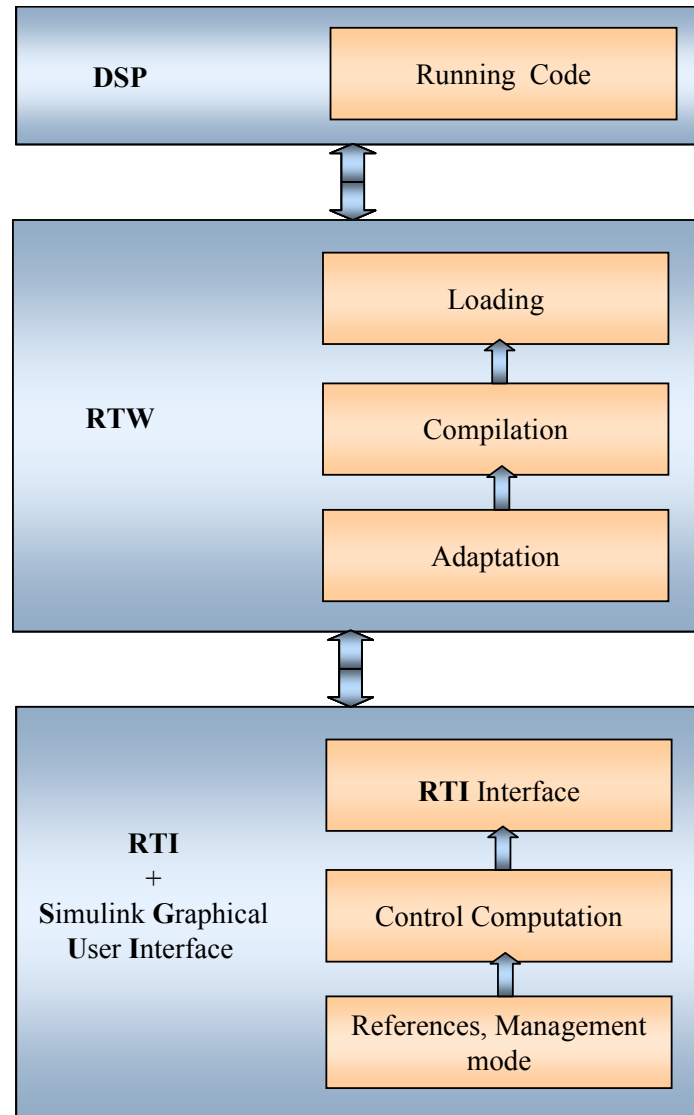 DSP
Running Code
RTW
Loading
Compilation
Adaptation
RTI
+
Simulink Graphical
User Interface
RTI Interface
Control Computation
References, Management
mode